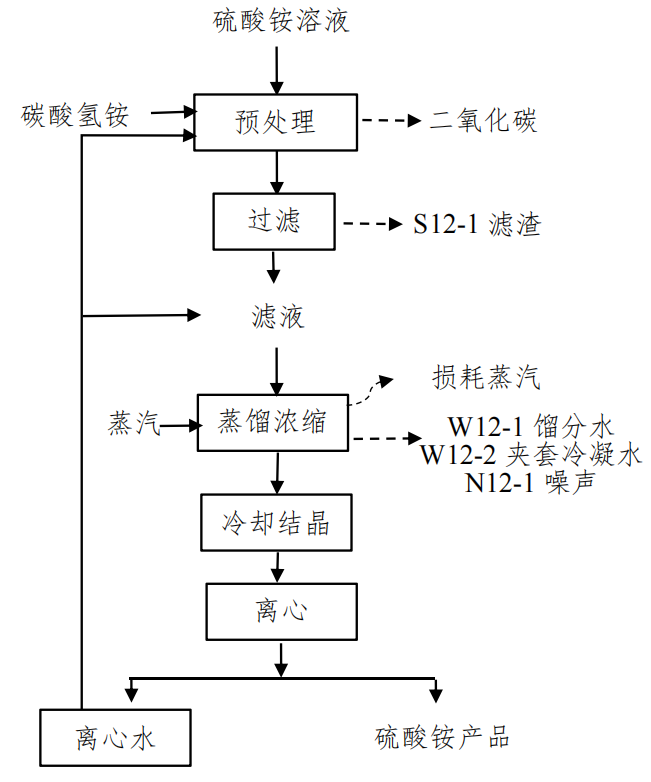 硫酸铵溶液
碳酸氢铵
预处理
二氧化碳
过滤
S12-1 滤渣
滤液
损耗蒸汽
蒸汽
蒸馏浓缩
W12-1 馏分水
W12-2 夹套冷凝水
N12-1 噪声
冷却结晶
离心
离心水
硫酸铵产品